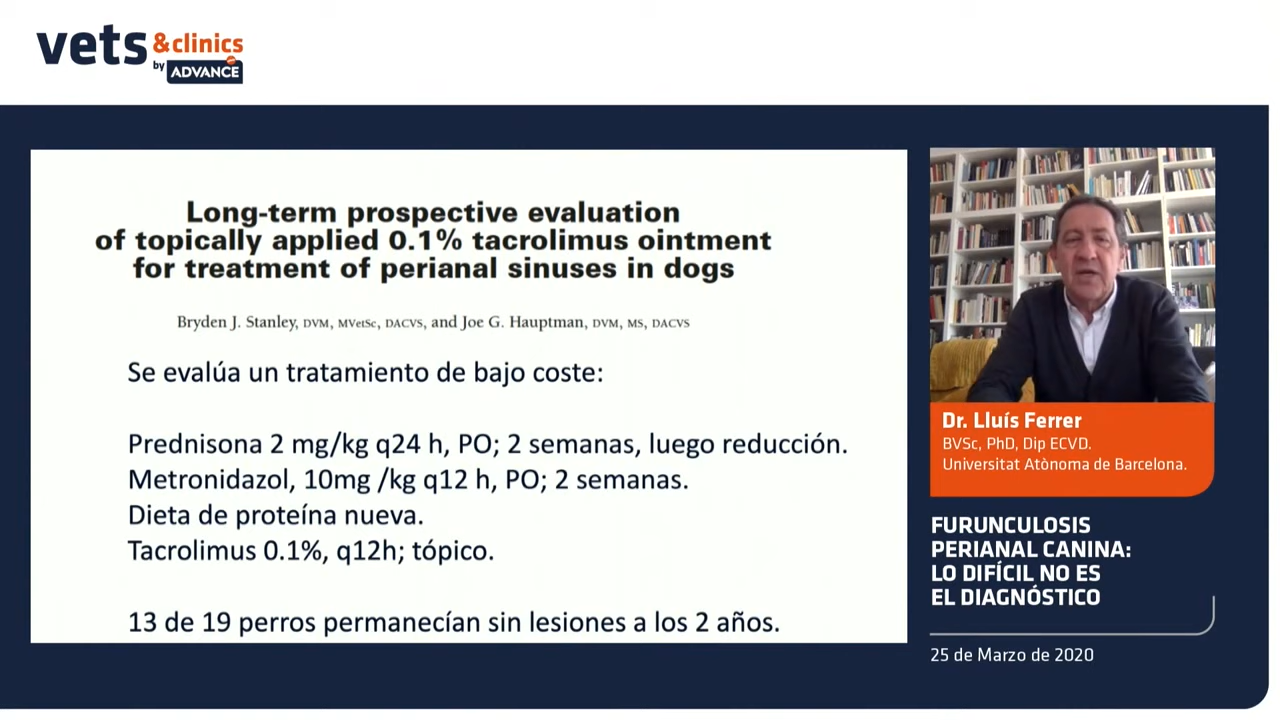 vets &clinics
by ADVANCE
Long-term prospective evaluation
of topically applied 0.1% tacrolimus ointment
for treatment of perianal sinuses in dogs
Bryden J. Stanley, DVM, MVetSc, DACVS, and Joe G. Hauptman, DVM, MS, DACVS
Se evalúa un tratamiento de bajo coste:
Prednisona 2 mg/kg q24 h, PO; 2 semanas, luego reducción.
Metronidazol, 10mg /kg q12 h, PO; 2 semanas.
Dieta de proteína nueva.
Tacrolimus 0.1%, q12h; tópico.
13 de 19 perros permanecían sin lesiones a los 2 años.
Dr. Lluís Ferrer
BVSc, PhD, Dip ECVD.
Universitat Atònoma de Barcelona.
FURUNCULOSIS
PERIANAL CANINA:
LO DIFÍCIL NO ES
EL DIAGNÓSTICO
25 de Marzo de 2020